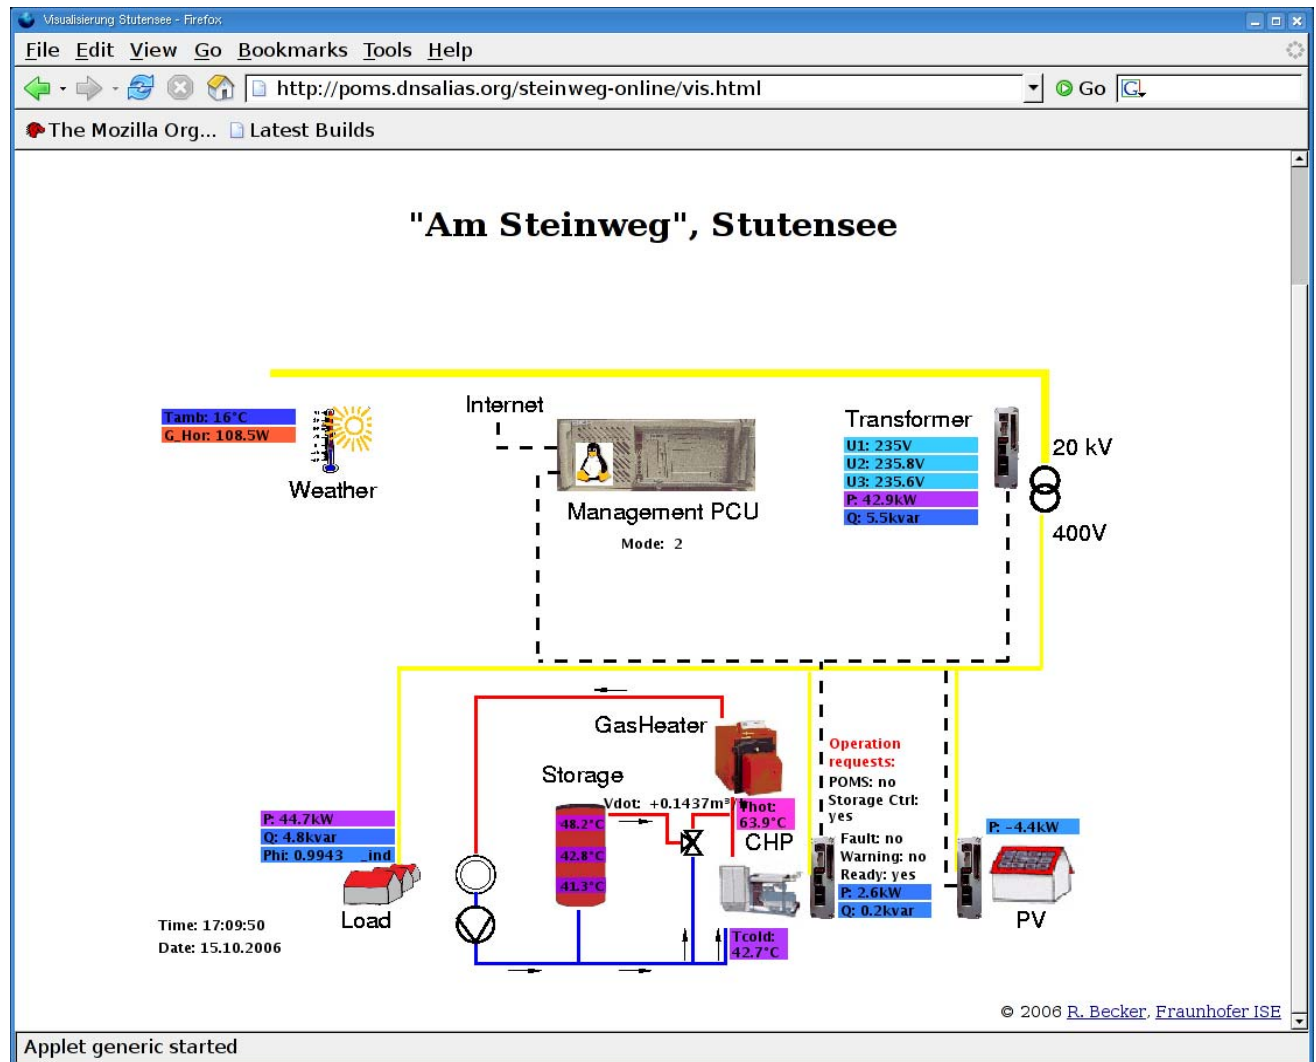 Visualisierung Stutensee - Firefox
File Edit View Go Bookmarks Tools Help
http://poms.dnsalias.org/steinweg-online/vis.html
Go
G
The Mozilla Org... Latest Builds
"Am Steinweg", Stutensee
Tamb: 16°C
G_Hor: 108.5W
Weather
Internet
Management PCU
Mode: 2
Transformer
U1: 235V
U2: 235.8V
U3: 235.6V
P: 42.9kW
Q: 5.5kvar
20 kV
400V
GasHeater
Storage
Vdot: +0.1437m³
48.2°C
42.8°C
41.3°C
Thot:
63.9°C
CHP
Tcold:
42.7°C
Operation
requests:
POMS: no
Storage Ctrl:
yes
Fault: no
Warning: no
Ready: yes
P: 2.6kW
Q: 0.2kvar
P: -4.4kW
PV
P: 44.7kW
Q: 4.8kvar
Phi: 0.9943 _ind
Load
Time: 17:09:50
Date: 15.10.2006
© 2006 R. Becker, Fraunhofer ISE
Applet generic started